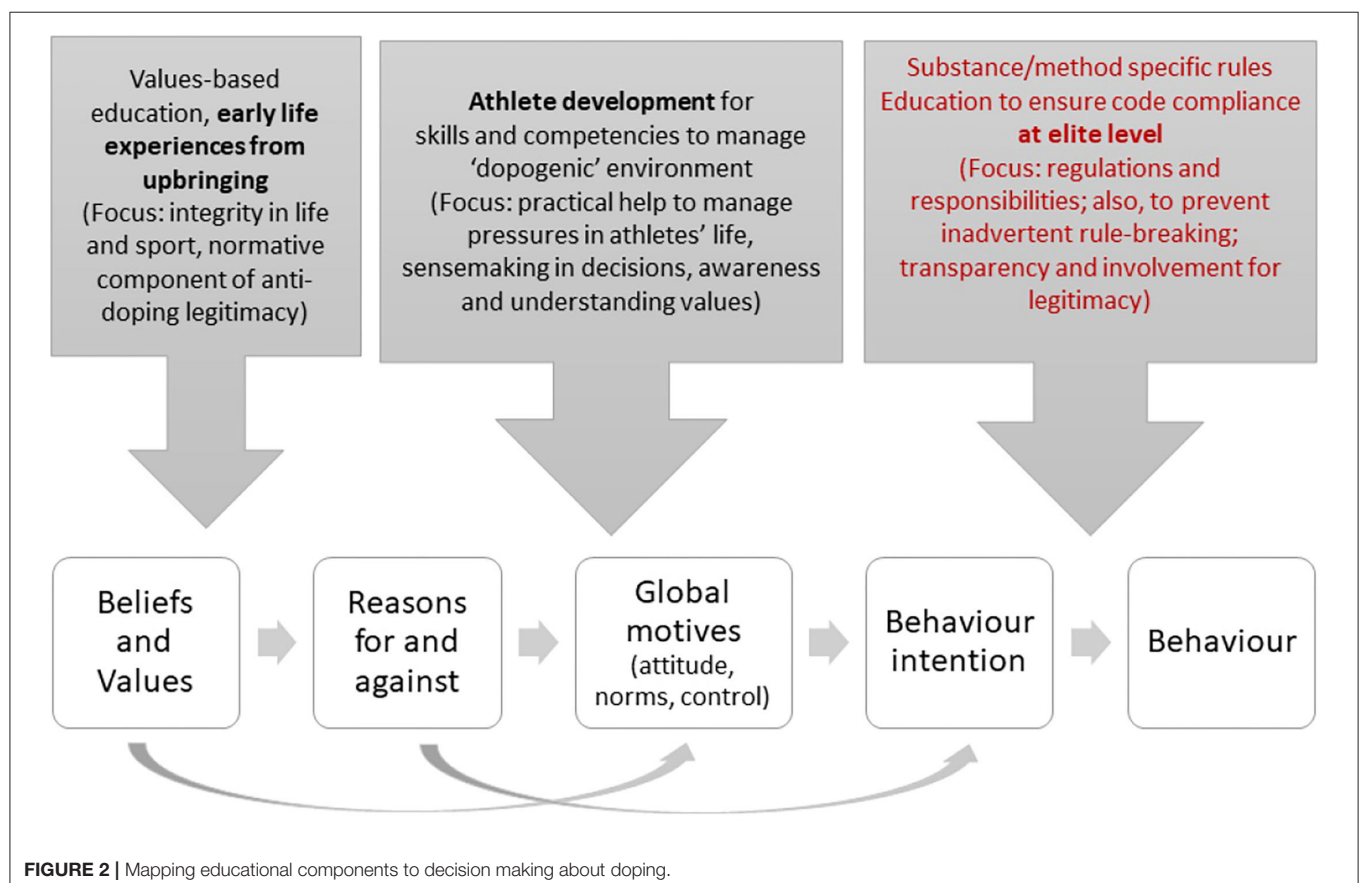 Values-based
education, early life
experiences from
upbringing
(Focus: integrity in life
and sport, normative
component of anti-
doping legitimacy)
Athlete development for
skills and competencies to manage
‘dopogenic’ environment
(Focus: practical help to manage
pressures in athletes’ life,
sensemaking in decisions, awareness
and understanding values)
Substance/method specific rules
Education to ensure code compliance
at elite level
(Focus: regulations and
responsibilities; also, to prevent
inadvertent rule-breaking;
transparency and involvement for
legitimacy)
Beliefs
and
Values
Reasons
for and
against
Global
motives
(attitude,
norms, control)
Behaviour
intention
Behaviour
FIGURE 2 | Mapping educational components to decision making about doping.